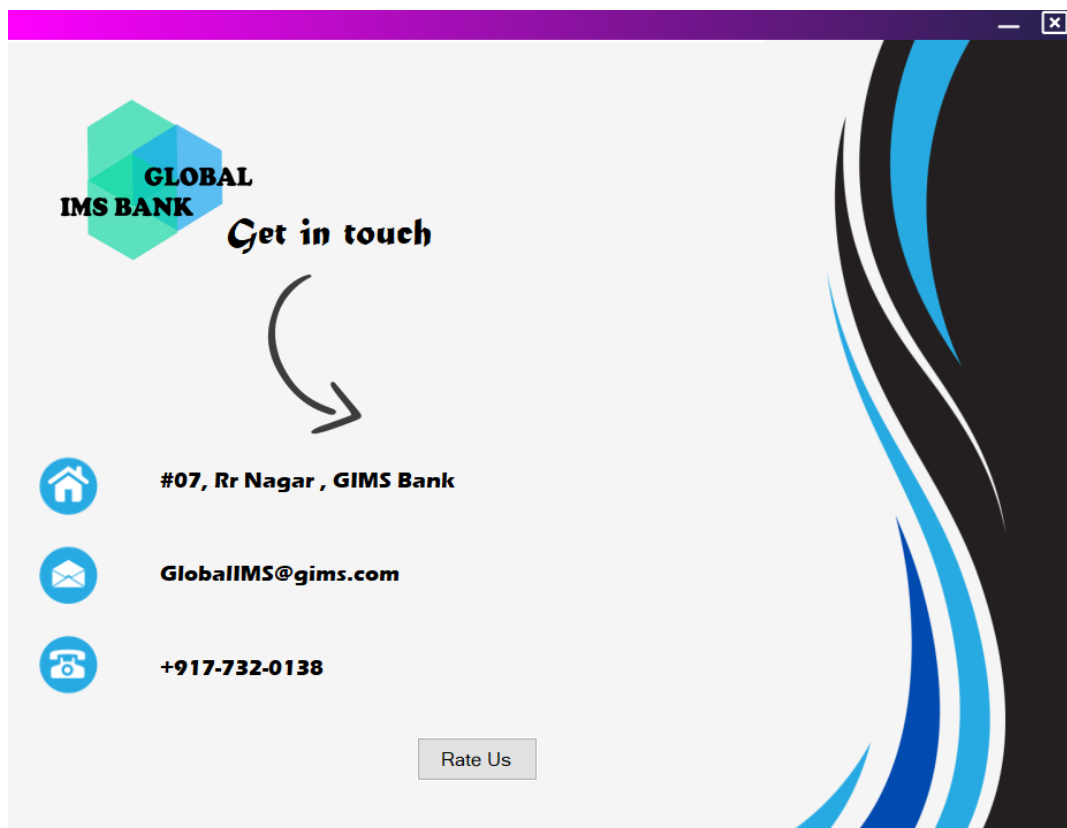 GLOBAL
IMS BANK
Get in touch
#07, Rr Nagar , GIMS Bank
GlobalIMS@gims.com
+917-732-0138
Rate Us